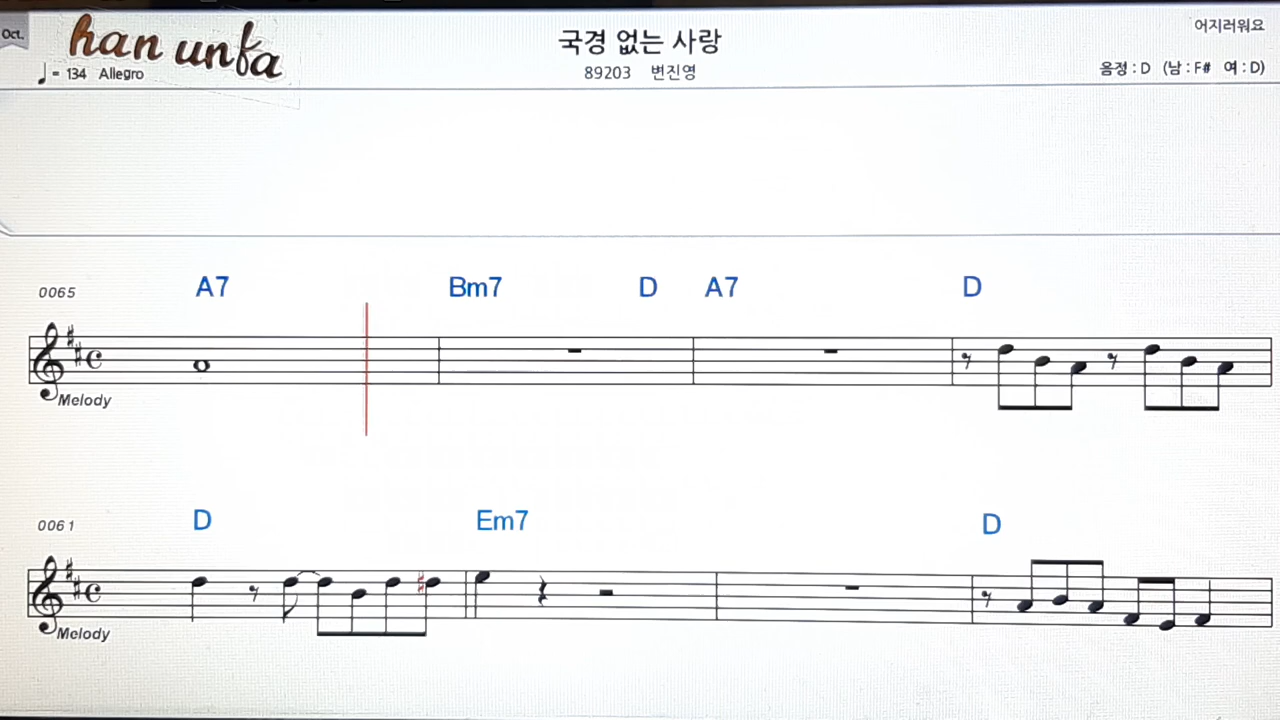 Oct.
han unfa
국경 없는 사랑
어지러워요
= 134 Allegro
89203 변진영
음정 : D (남 : F# 여 : D)
0065 A7 Bm7 D A7 D
Melody
0061 D Em7 D
Melody